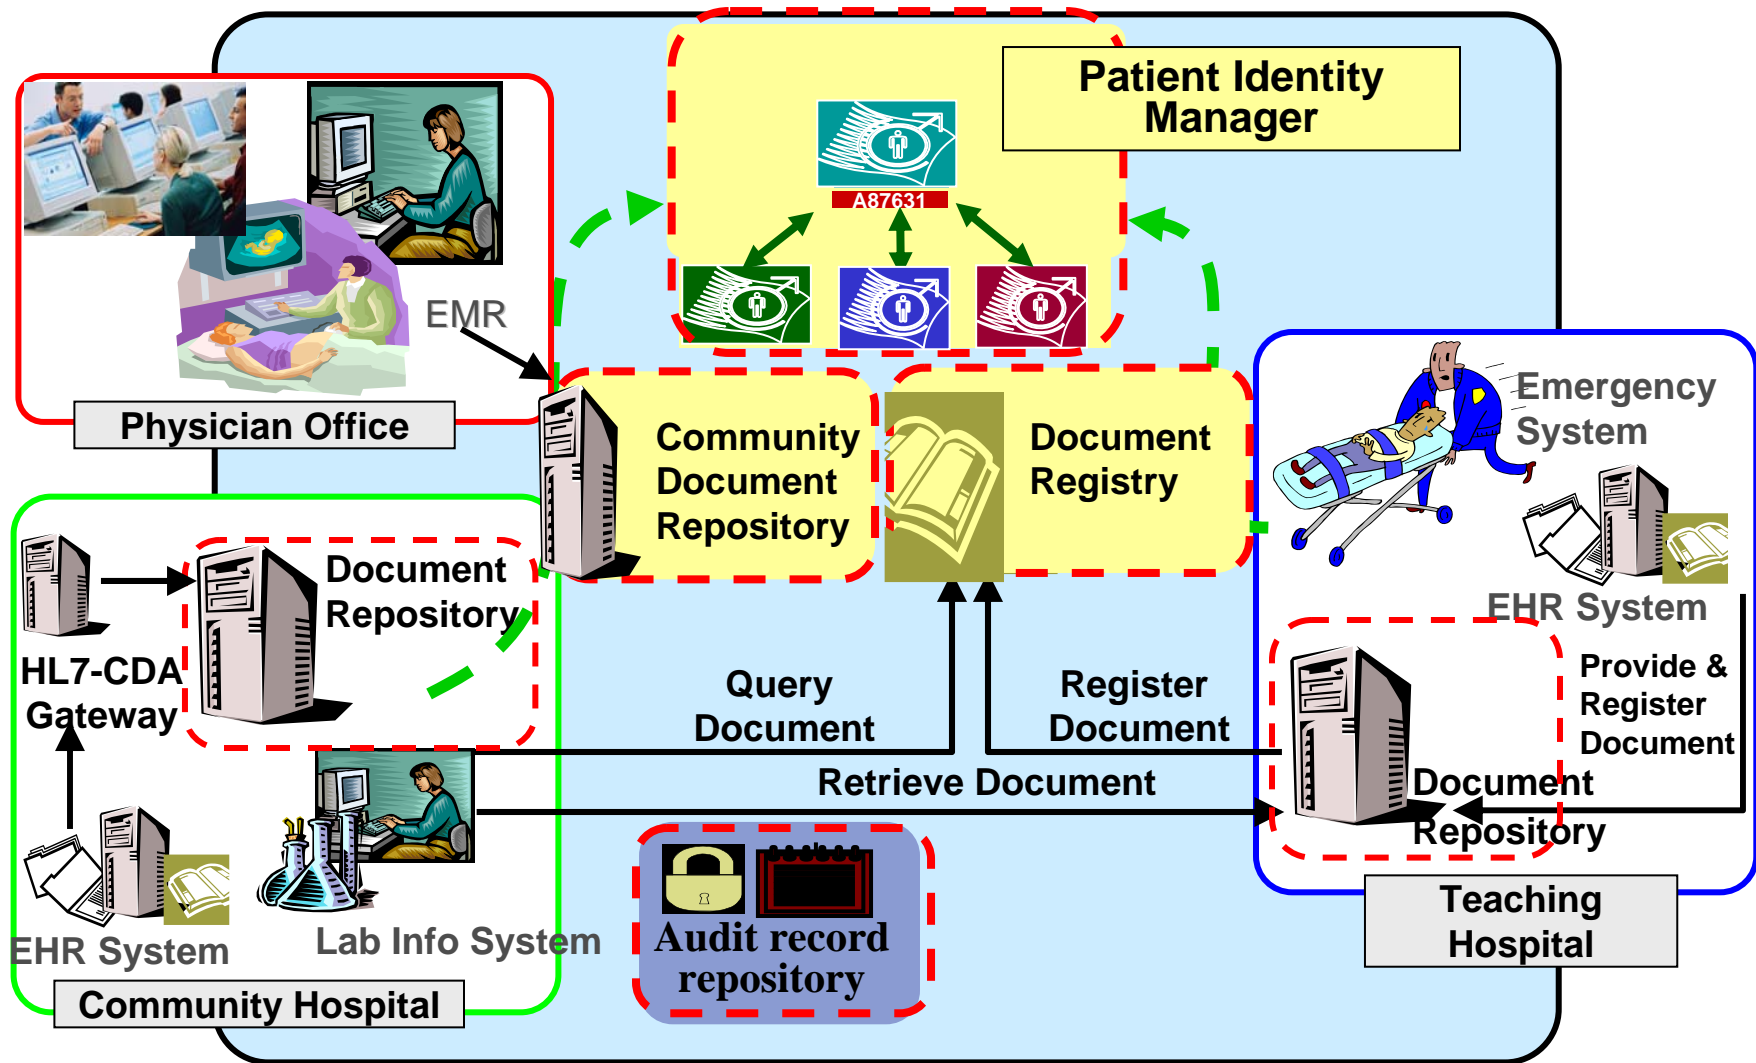 Patient Identity
Manager
A87631
EMR
Physician Office
Community
Document
Repository
Document
Registry
Emergency
System
EHR System
Document
Repository
HL7-CDA
Gateway
Query
Document
Register
Document
Provide &
Register
Document
Retrieve Document
Document
Repository
EHR System
Lab Info System
Audit record
repository
Teaching
Hospital
Community Hospital